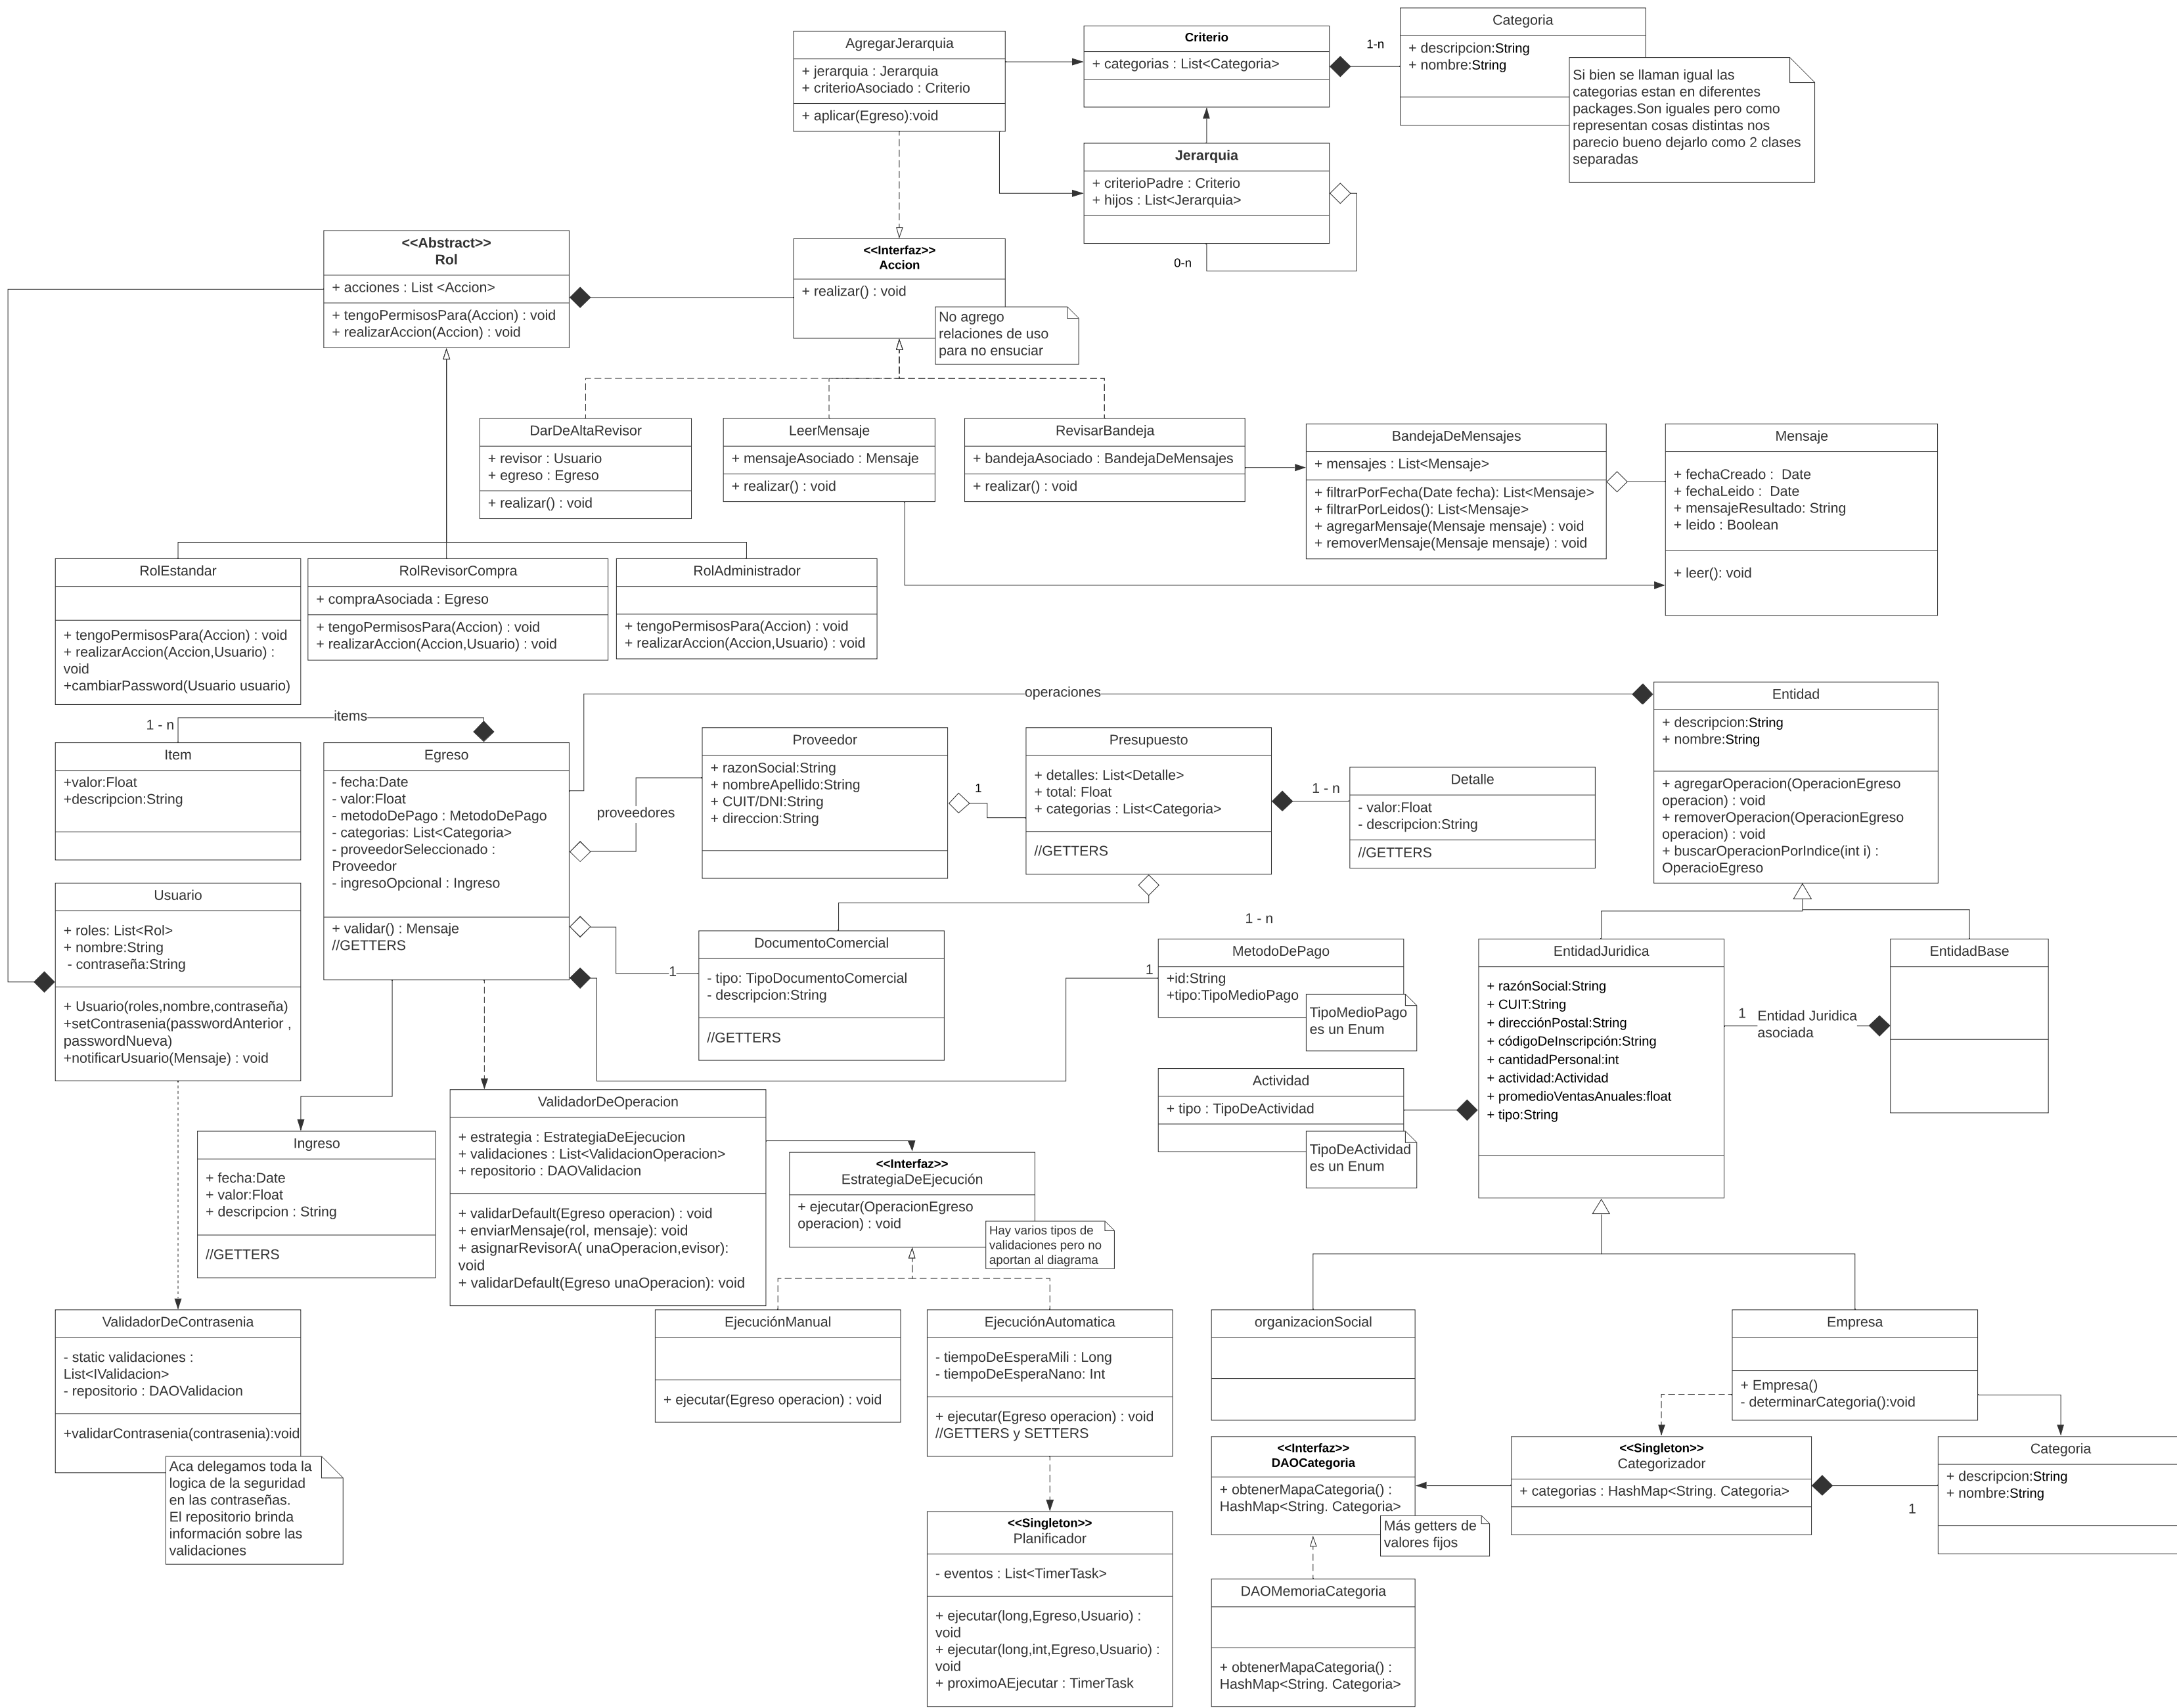 AgregarJerarquia
+ jerarquia : Jerarquia
+ criterioAsociado : Criterio
+ aplicar(Egreso):void
Criterio
+ categorias : List<Categoria>
1-n
Categoria
+ descripcion:String
+ nombre:String
Si bien se llaman igual las
categorias estan en diferentes
packages.Son iguales pero como
representan cosas distintas nos
parecio bueno dejarlo como 2 clases
separadas
Jerarquia
+ criterioPadre : Criterio
+ hijos : List<Jerarquia>
0-n
<<Abstract>>
Rol
+ acciones : List <Accion>
+ tengoPermisosPara(Accion) : void
+ realizarAccion(Accion) : void
<<Interfaz>>
Accion
+ realizar() : void
No agrego
relaciones de uso
para no ensuciar
DarDeAltaRevisor
+ revisor : Usuario
+ egreso : Egreso
+ realizar() : void
LeerMensaje
+ mensajeAsociado : Mensaje
+ realizar() : void
RevisarBandeja
+ bandejaAsociado : BandejaDeMensajes
+ realizar() : void
BandejaDeMensajes
+ mensajes : List<Mensaje>
+ filtrarPorFecha(Date fecha): List<Mensaje>
+ filtrarPorLeidos(): List<Mensaje>
+ agregarMensaje(Mensaje mensaje) : void
+ removerMensaje(Mensaje mensaje) : void
Mensaje
+ fechaCreado :  Date
+ fechaLeido :  Date
+ mensajeResultado: String
+ leido : Boolean
+ leer(): void
RolEstandar
+ tengoPermisosPara(Accion) : void
+ realizarAccion(Accion,Usuario) :
void
+cambiarPassword(Usuario usuario)
RolRevisorCompra
+ compraAsociada : Egreso
+ tengoPermisosPara(Accion) : void
+ realizarAccion(Accion,Usuario) : void
RolAdministrador
+ tengoPermisosPara(Accion) : void
+ realizarAccion(Accion,Usuario) : void
operaciones
Entidad
+ descripcion:String
+ nombre:String
+ agregarOperacion(OperacionEgreso
operacion) : void
+ removerOperacion(OperacionEgreso
operacion) : void
+ buscarOperacionPorIndice(int i) :
OperacioEgreso
items
1 - n
Item
+valor:Float
+descripcion:String
Egreso
- fecha:Date
- valor:Float
- metodoDePago : MetodoDePago
- categorias: List<Categoria>
- proveedorSeleccionado :
Proveedor
- ingresoOpcional : Ingreso
+ validar() : Mensaje
//GETTERS
proveedores
Proveedor
+ razonSocial:String
+ nombreApellido:String
+ CUIT/DNI:String
+ direccion:String
1
Presupuesto
+ detalles: List<Detalle>
+ total: Float
+ categorias : List<Categoria>
//GETTERS
1 - n
Detalle
- valor:Float
- descripcion:String
//GETTERS
Usuario
+ roles: List<Rol>
+ nombre:String
- contraseña:String
+ Usuario(roles,nombre,contraseña)
+setContrasenia(passwordAnterior ,
passwordNueva)
+notificarUsuario(Mensaje) : void
1
DocumentoComercial
- tipo: TipoDocumentoComercial
- descripcion:String
//GETTERS
1 - n
1
MetodoDePago
+id:String
+tipo:TipoMedioPago
TipoMedioPago
es un Enum
EntidadJuridica
+ razónSocial:String
+ CUIT:String
+ direcciónPostal:String
+ códigoDeInscripción:String
+ cantidadPersonal:int
+ actividad:Actividad
+ promedioVentasAnuales:float
+ tipo:String
1
Entidad Juridica
asociada
EntidadBase
Actividad
+ tipo : TipoDeActividad
TipoDeActividad
es un Enum
Ingreso
+ fecha:Date
+ valor:Float
+ descripcion : String
//GETTERS
ValidadorDeOperacion
+ estrategia : EstrategiaDeEjecucion
+ validaciones : List<ValidacionOperacion>
+ repositorio : DAOValidacion
+ validarDefault(Egreso operacion) : void
+ enviarMensaje(rol, mensaje): void
+ asignarRevisorA( unaOperacion,evisor):
void
+ validarDefault(Egreso unaOperacion): void
<<Interfaz>>
EstrategiaDeEjecución
+ ejecutar(OperacionEgreso
operacion) : void
Hay varios tipos de
validaciones pero no
aportan al diagrama
ValidadorDeContrasenia
- static validaciones :
List<IValidacion>
- repositorio : DAOValidacion
+validarContrasenia(contrasenia):void
Aca delegamos toda la
logica de la seguridad
en las contraseñas.
El repositorio brinda
información sobre las
validaciones
EjecuciónManual
+ ejecutar(Egreso operacion) : void
EjecuciónAutomatica
- tiempoDeEsperaMili : Long
- tiempoDeEsperaNano: Int
+ ejecutar(Egreso operacion) : void
//GETTERS y SETTERS
organizacionSocial
Empresa
+ Empresa()
- determinarCategoria():void
<<Interfaz>>
DAOCategoria
+ obtenerMapaCategoria() :
HashMap<String. Categoria>
Más getters de
valores fijos
<<Singleton>>
Categorizador
+ categorias : HashMap<String. Categoria>
1
Categoria
+ descripcion:String
+ nombre:String
<<Singleton>>
Planificador
- eventos : List<TimerTask>
+ ejecutar(long,Egreso,Usuario) :
void
+ ejecutar(long,int,Egreso,Usuario) :
void
+ proximoAEjecutar : TimerTask
DAOMemoriaCategoria
+ obtenerMapaCategoria() :
HashMap<String. Categoria>